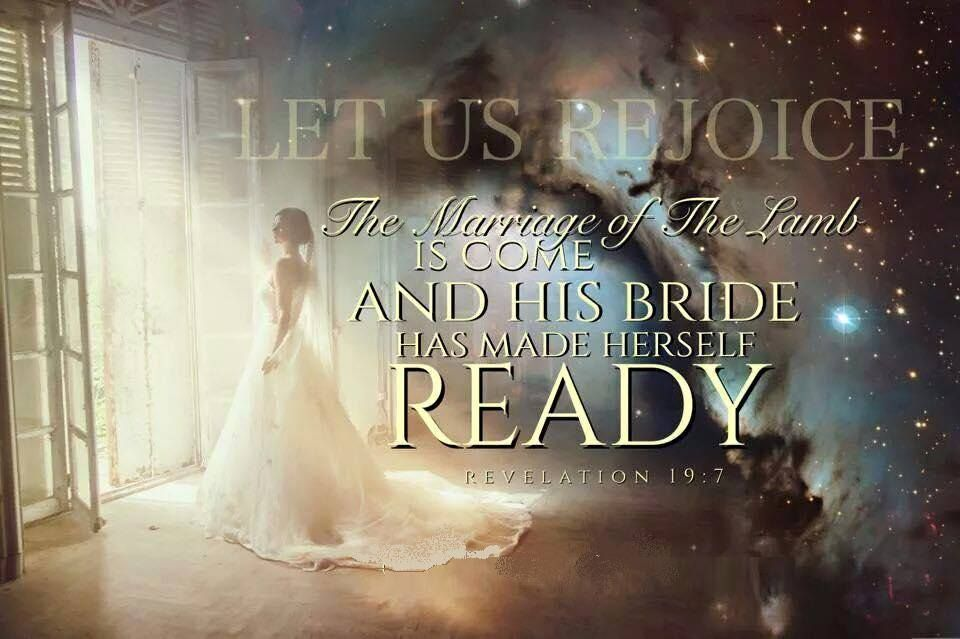 LET US REJOICE
The Marriage of The Lamb
IS COME
AND HIS BRIDE
HAS MADE HERSELF
READY
REVELATION 19:7